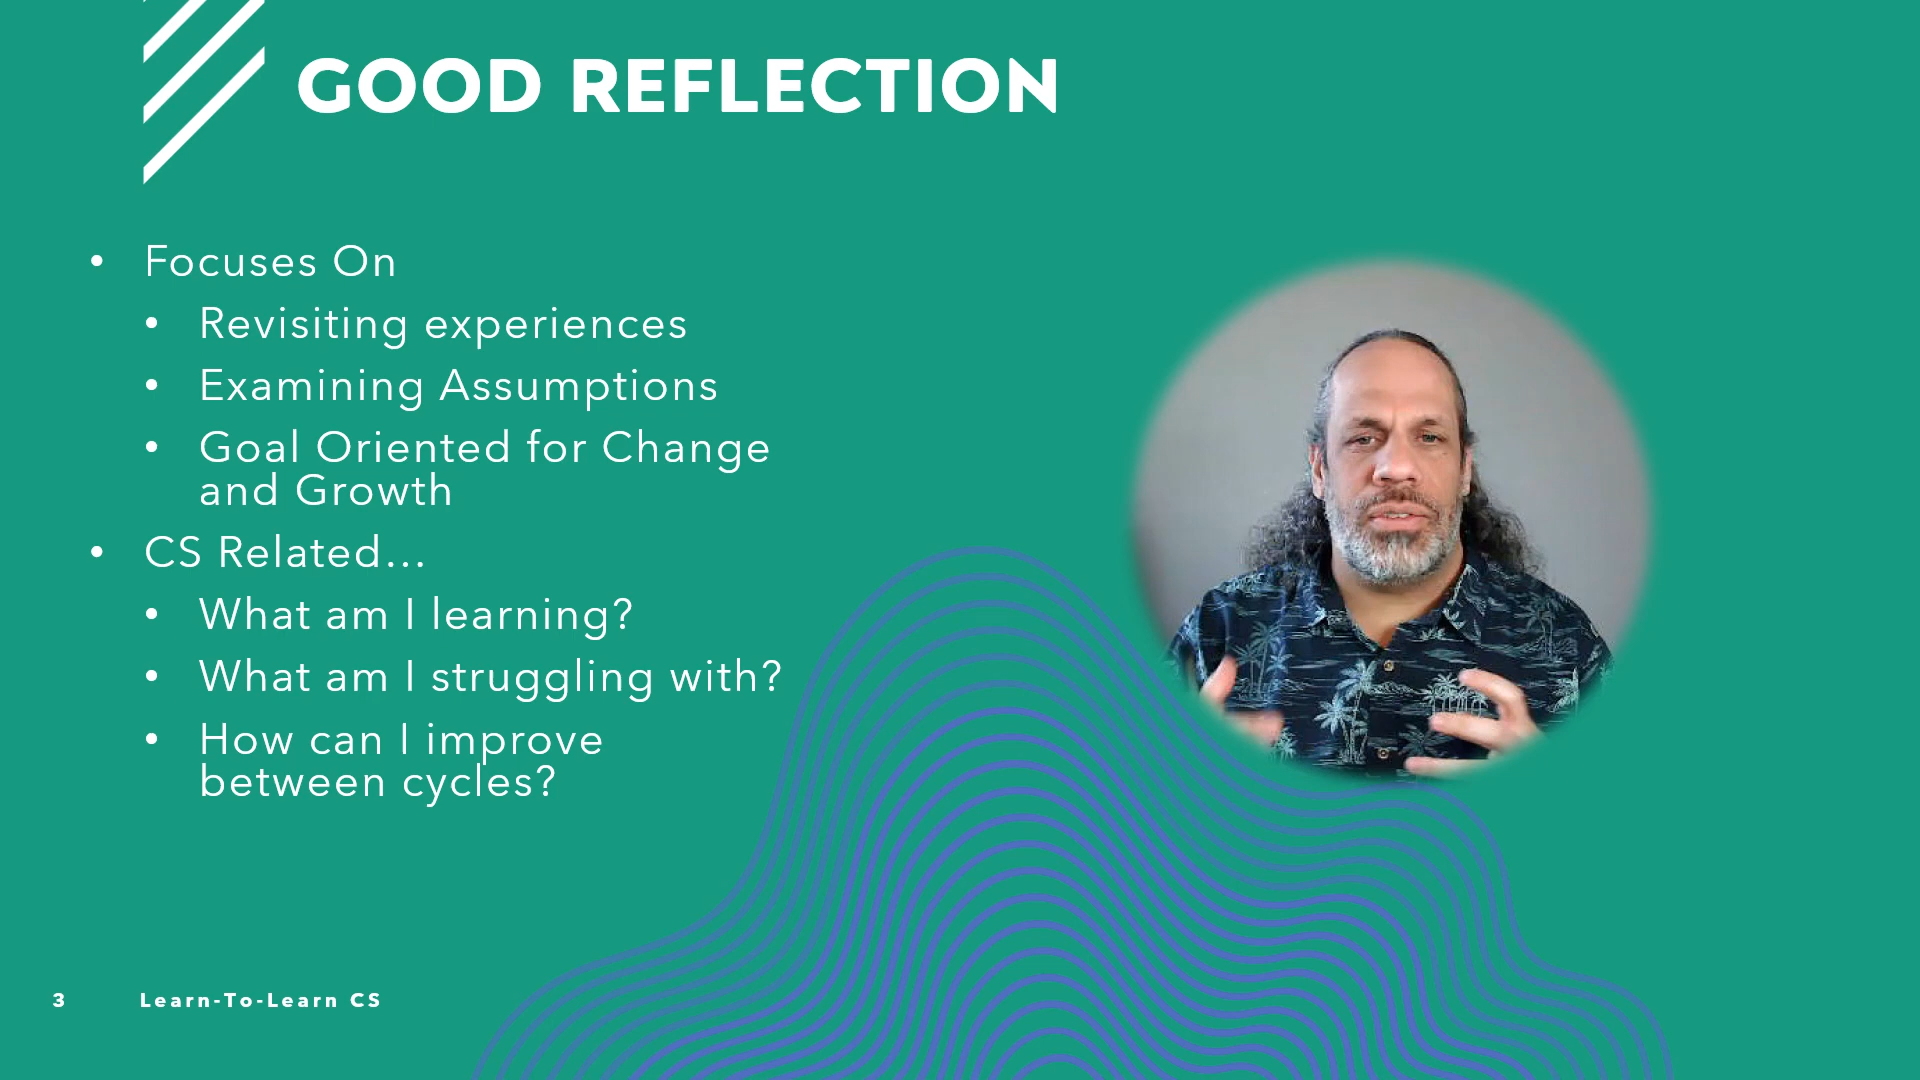 GOOD REFLECTION
• Focuses On
• Revisiting experiences
• Examining Assumptions
• Goal Oriented for Change
and Growth
• CS Related...
• What am I learning?
• What am I struggling with?
• How can I improve
between cycles?
3 Learn-To-Learn CS